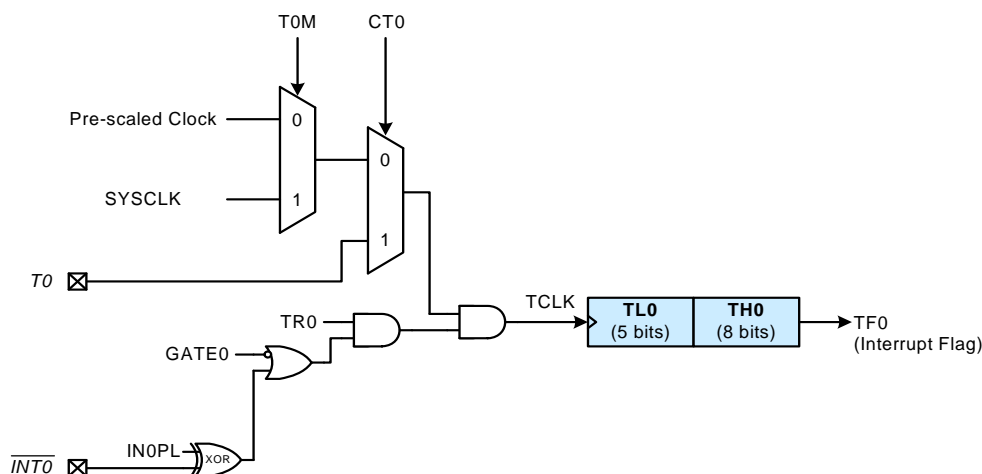 T0M
CT0
Pre-scaled Clock
0
0
SYSCLK
1
1
T0
TCLK
TL0
(5 bits)
TH0
(8 bits)
TR0
TF0
(Interrupt Flag)
GATE0
IN0PL
XOR
INT0